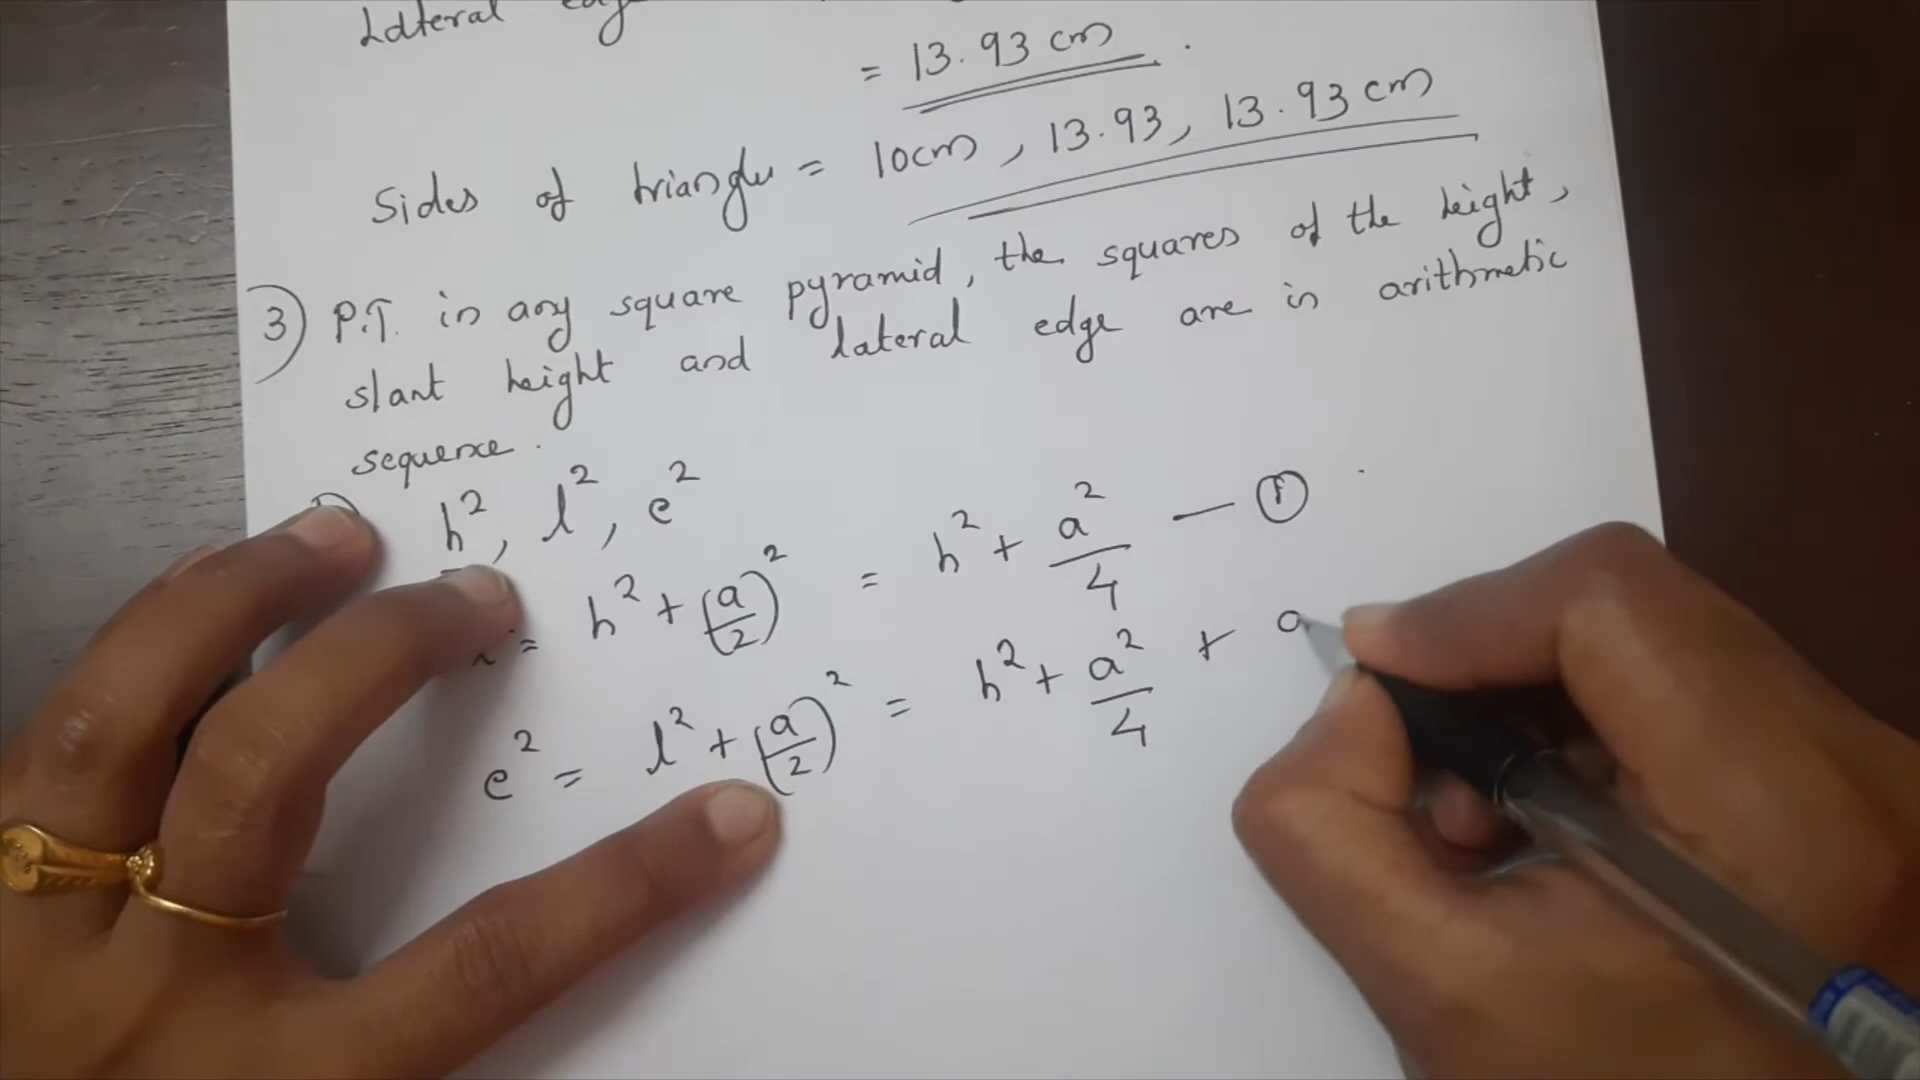 Lateral
= 13.93 cm
Sides of triangle = 10cm, 13.93, 13.93 cm
3) P.T. in any square pyramid, the squares of the height,
slant height and lateral edge are in arithmetic
sequence.
h², l², e²
= h² + (a/2)² = h² + a²/4 — ①
e² = l² + (a/2)² = h² + a²/4 + a